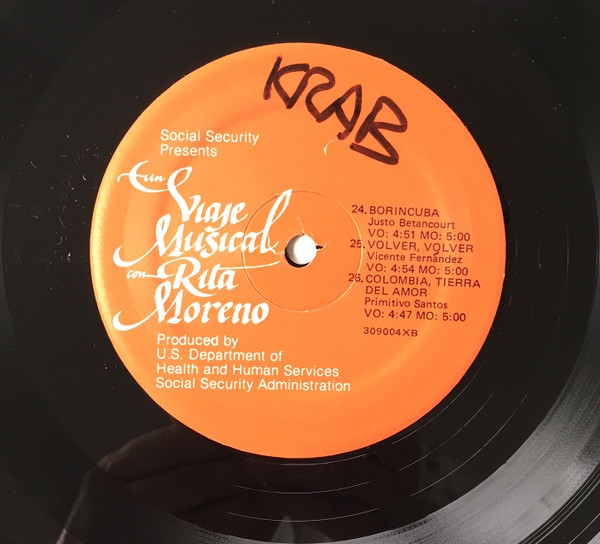 KRAB
Social Security
Presents
un
Viaje
Musical
con Rita
Moreno
Produced by
U.S. Department of
Health and Human Services
Social Security Administration
24. BORINCUBA
Justo Betancourt
VO: 4:51 MO: 5:00
25. VOLVER, VOLVER
Vicente Fernández
VO: 4:54 MO: 5:00
26. COLOMBIA, TIERRA
DEL AMOR
Primitivo Santos
VO: 4:47 MO: 5:00
309004XB